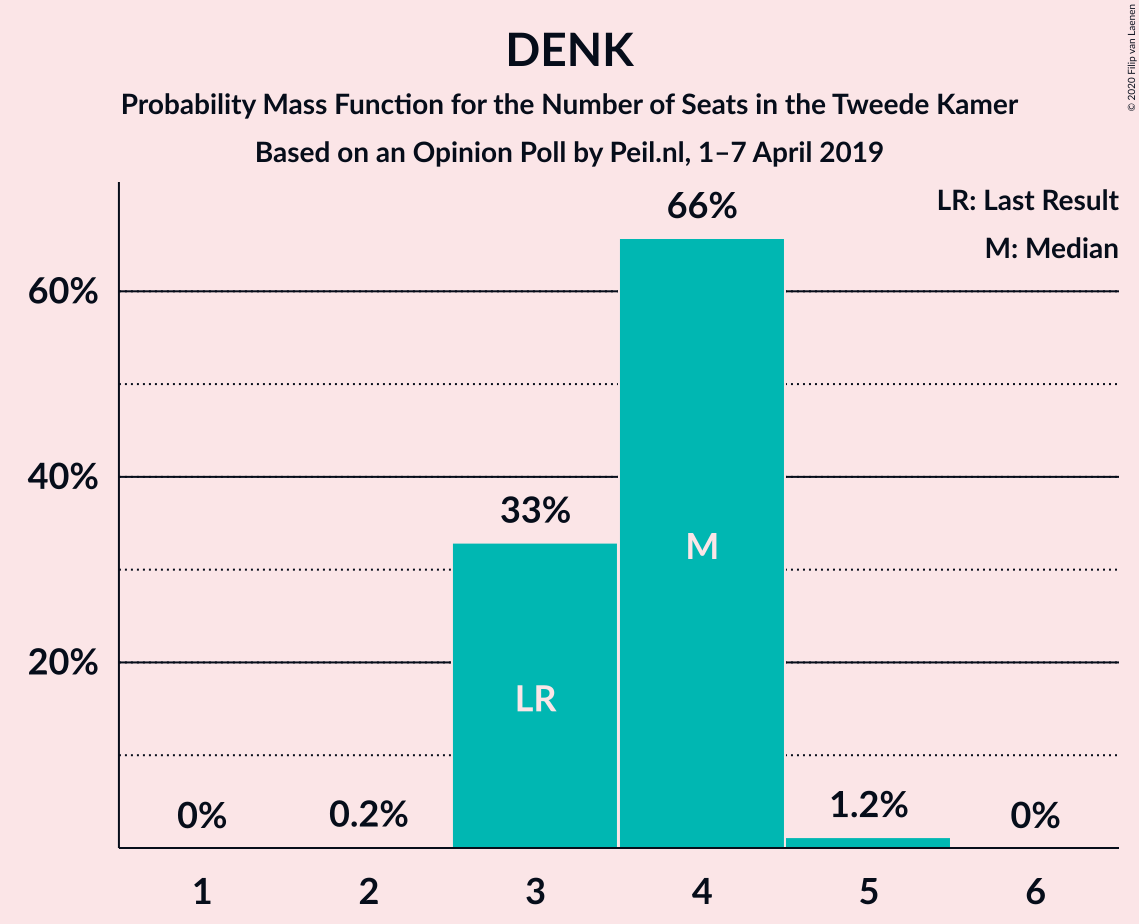 DENK
Probability Mass Function for the Number of Seats in the Tweede Kamer
Based on an Opinion Poll by Peil.nl, 1–7 April 2019
© 2020 Filip van Laenen
LR: Last Result
M: Median
66%
60%
40%
33%
M
20%
LR
0%
0.2%
1.2%
0%
1 2 3 4 5 6